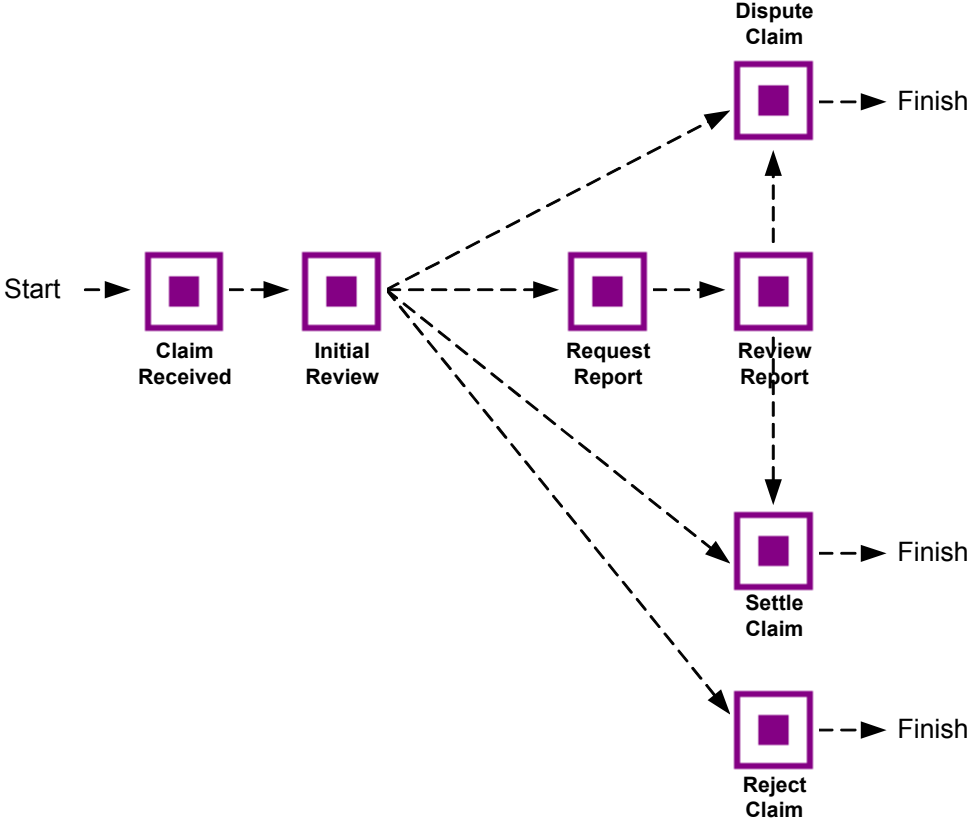 Dispute
Claim
Finish
Start
Claim
Received
Initial
Review
Request
Report
Review
Report
Finish
Settle
Claim
Finish
Reject
Claim